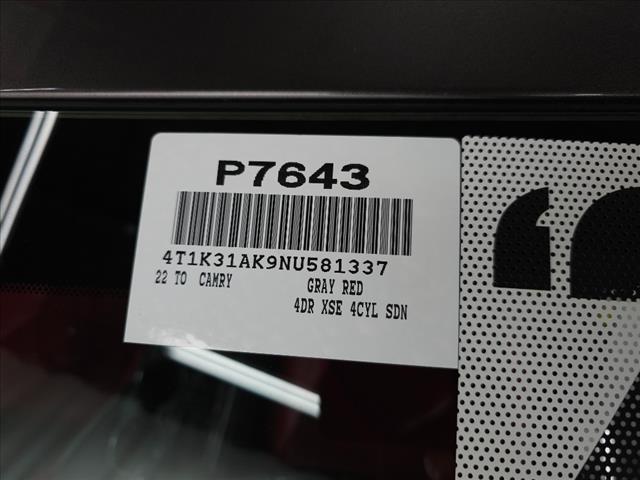 P7643
4T1K31AK9NU581337
22 TO CAMRY GRAY RED
4DR XSE 4CYL SDN